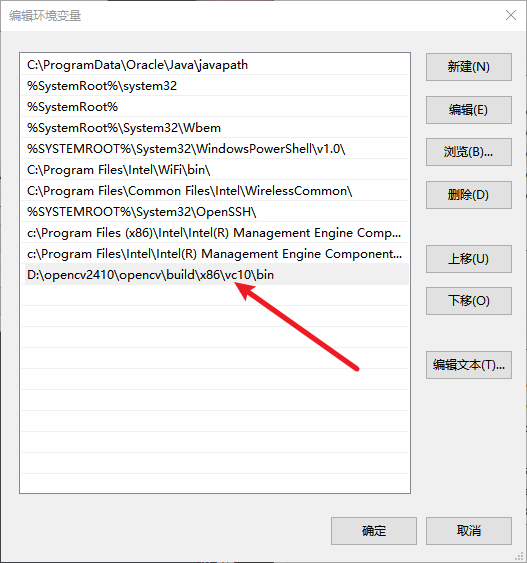 编辑环境变量
C:\ProgramData\Oracle\Java\javapath
%SystemRoot%\system32
%SystemRoot%
%SystemRoot%\System32\Wbem
%SYSTEMROOT%\System32\WindowsPowerShell\v1.0\
C:\Program Files\Intel\WiFi\bin\
C:\Program Files\Common Files\Intel\WirelessCommon\
%SYSTEMROOT%\System32\OpenSSH\
c:\Program Files (x86)\Intel\Intel(R) Management Engine Comp...
c:\Program Files\Intel\Intel(R) Management Engine Component...
D:\opencv2410\opencv\build\x86\vc10\bin
新建(N)
编辑(E)
浏览(B)...
删除(D)
上移(U)
下移(O)
编辑文本(T)...
确定
取消